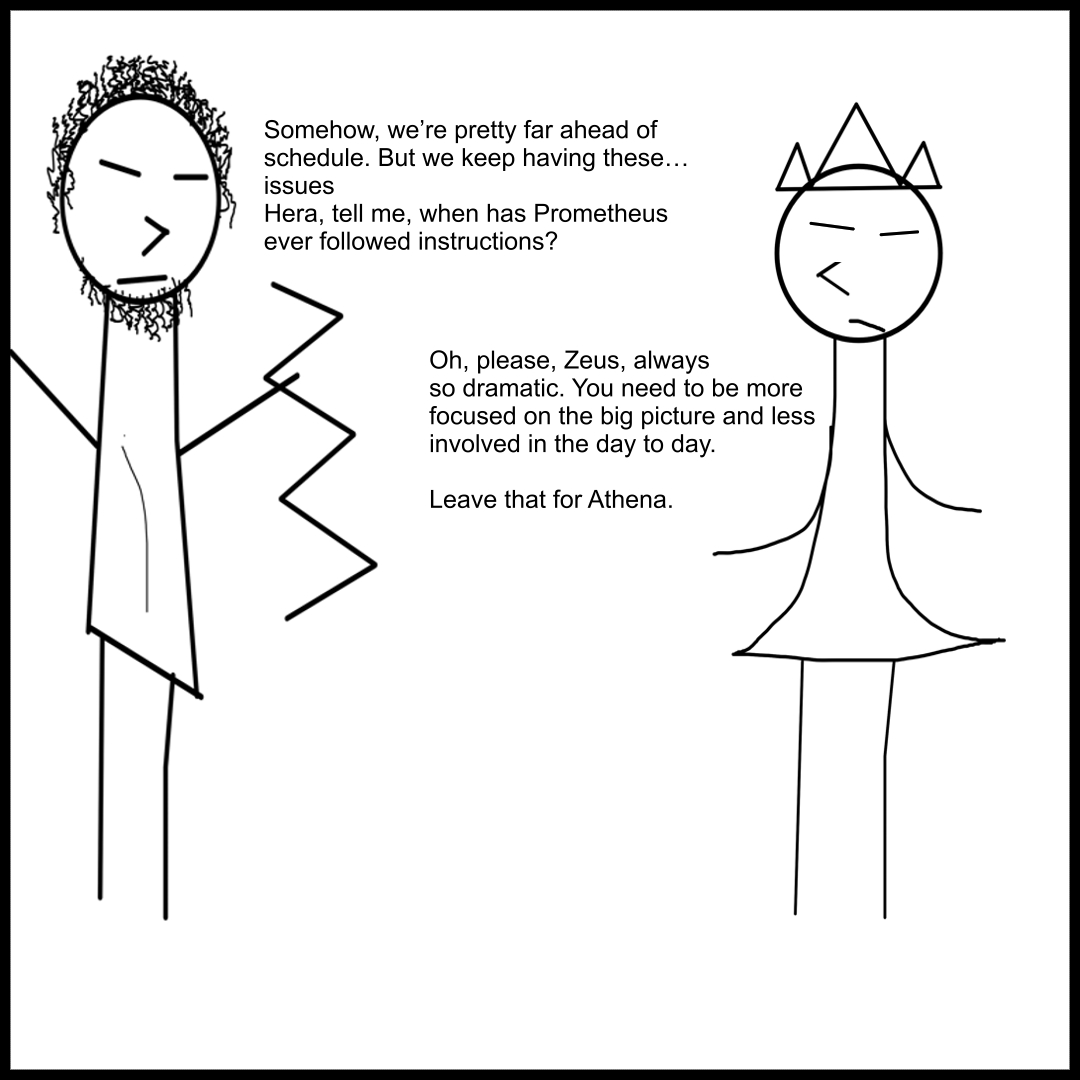 Somehow, we’re pretty far ahead of
schedule. But we keep having these…
issues
Hera, tell me, when has Prometheus
ever followed instructions?
Oh, please, Zeus, always
so dramatic. You need to be more
focused on the big picture and less
involved in the day to day.
Leave that for Athena.